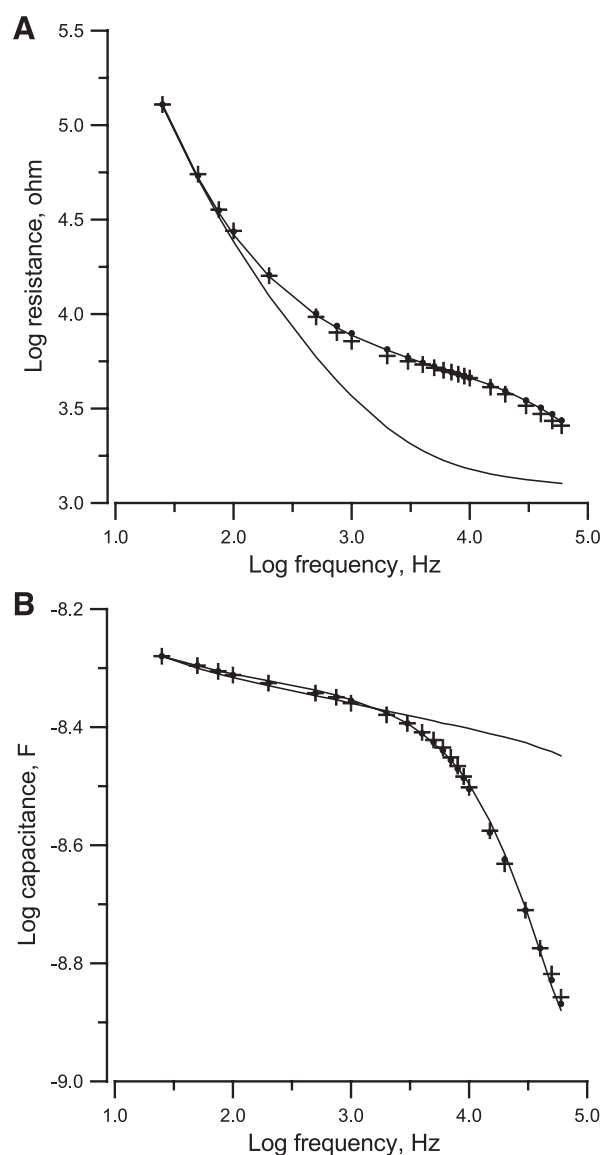 A
5.5
5.0
4.5
4.0
3.5
3.0
Log resistance, ohm
1.0 2.0 3.0 4.0 5.0
Log frequency, Hz
B
-8.2
-8.4
-8.6
-8.8
-9.0
Log capacitance, F
1.0 2.0 3.0 4.0 5.0
Log frequency, Hz